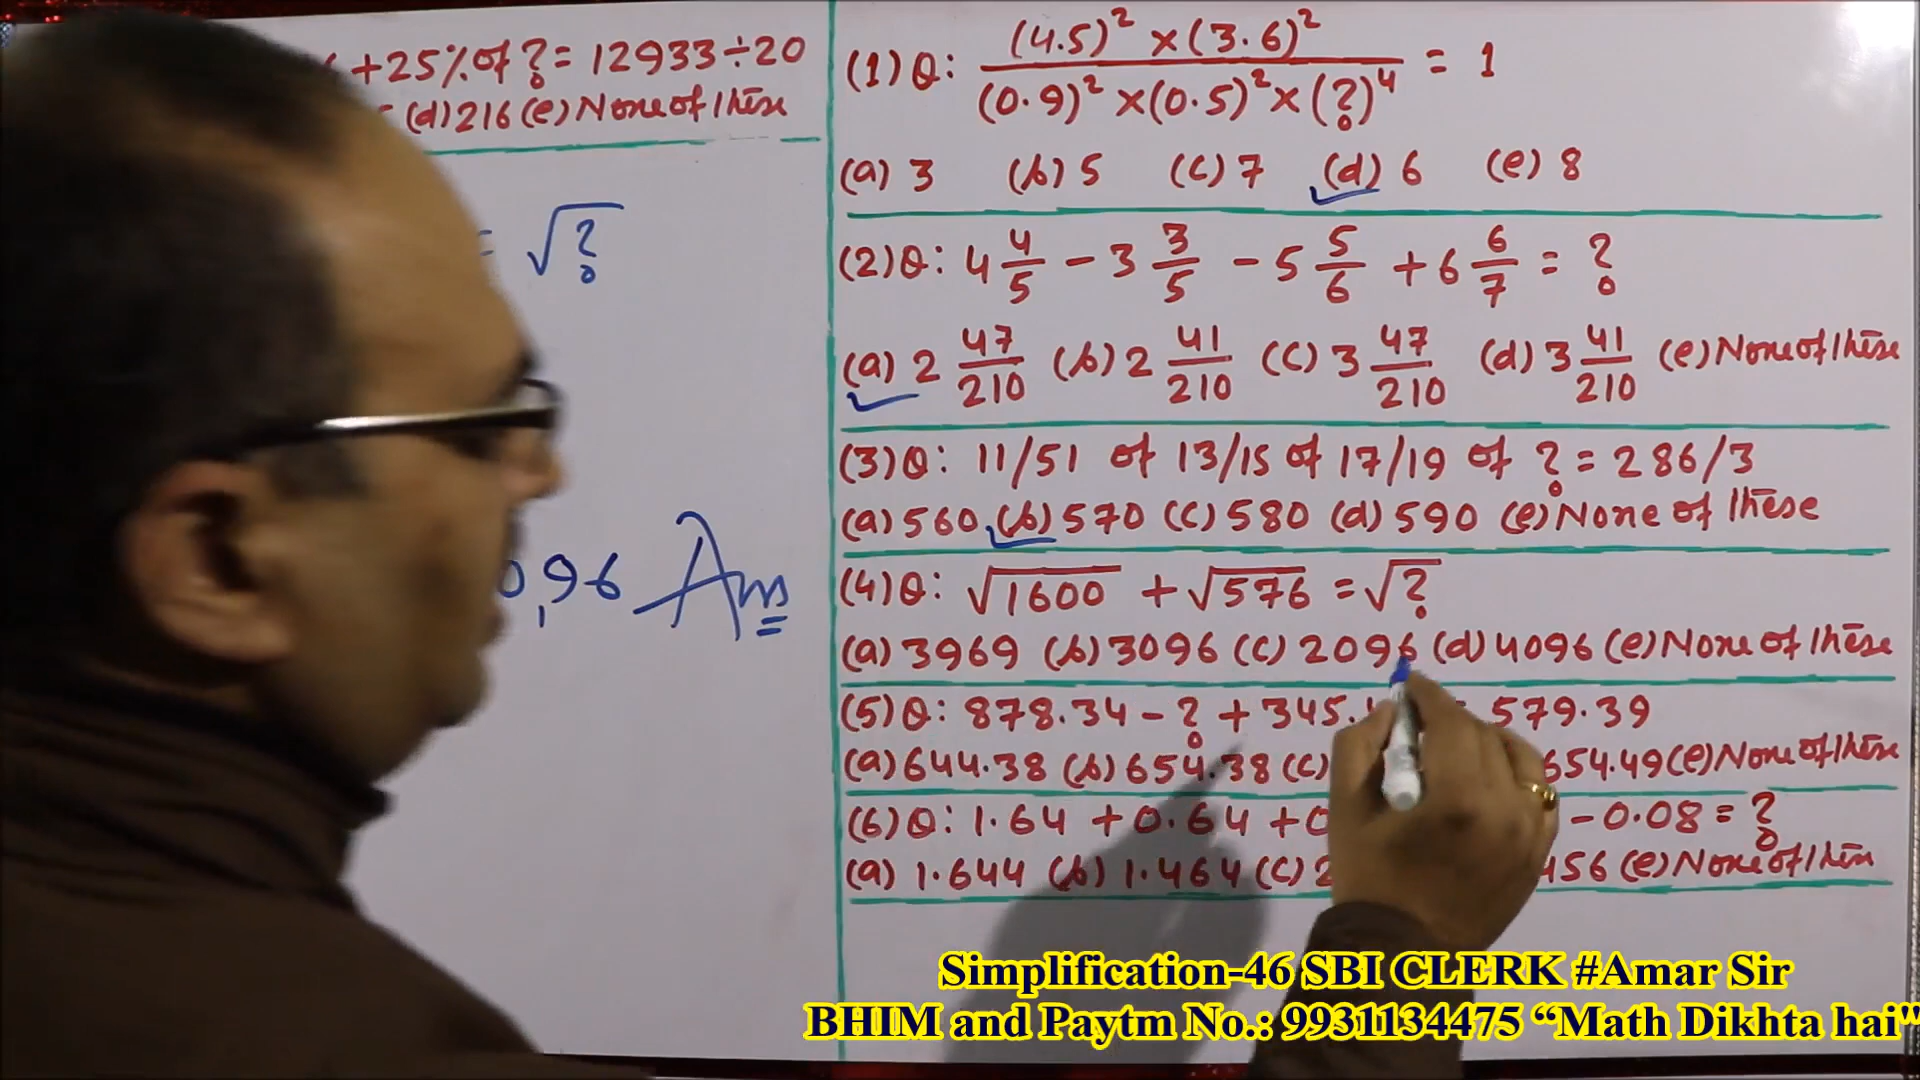 +25% of ? = 12933÷20
(d) 216 (e) None of these
= √?
0,96 Ans
(1) Q: (4.5)² ×(3.6)² / (0.9)² ×(0.5)² × (?)⁴ = 1
(a) 3 (b) 5 (c) 7 (d) 6 (e) 8
(2) Q: 4 4/5 - 3 3/5 - 5 5/6 + 6 6/7 = ?
(a) 2 47/210 (b) 2 41/210 (c) 3 47/210 (d) 3 41/210 (e) None of these
(3) Q: 11/51 of 13/15 of 17/19 of ? = 286/3
(a) 560 (b) 570 (c) 580 (d) 590 (e) None of these
(4) Q: √1600 + √576 = √?
(a) 3969 (b) 3096 (c) 2096 (d) 4096 (e) None of these
(5) Q: 878.34 - ? + 345. 579.39
(a) 644.38 (b) 654.38 (c) 654.49 (e) None of these
(6) Q: 1.64 + 0.64 + 0 - 0.08 = ?
(a) 1.644 (b) 1.464 (c) 2 456 (e) None of these
Simplification-46 SBI CLERK #Amar Sir
BHIM and Paytm No.: 9931134475 “Math Dikhta hai"